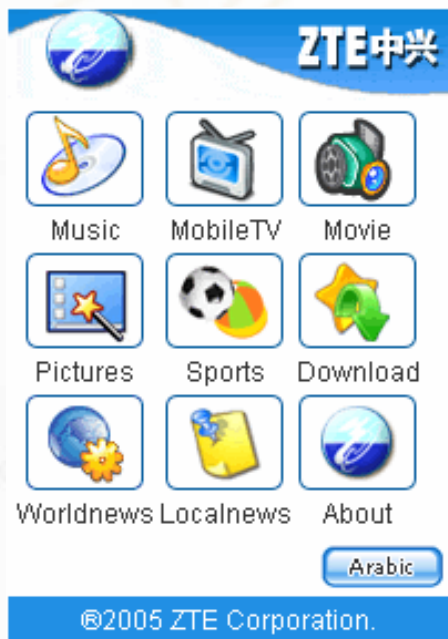 ZTE中兴
Music MobileTV Movie
Pictures Sports Download
Worldnews Localnews About
Arabic
®2005 ZTE Corporation.